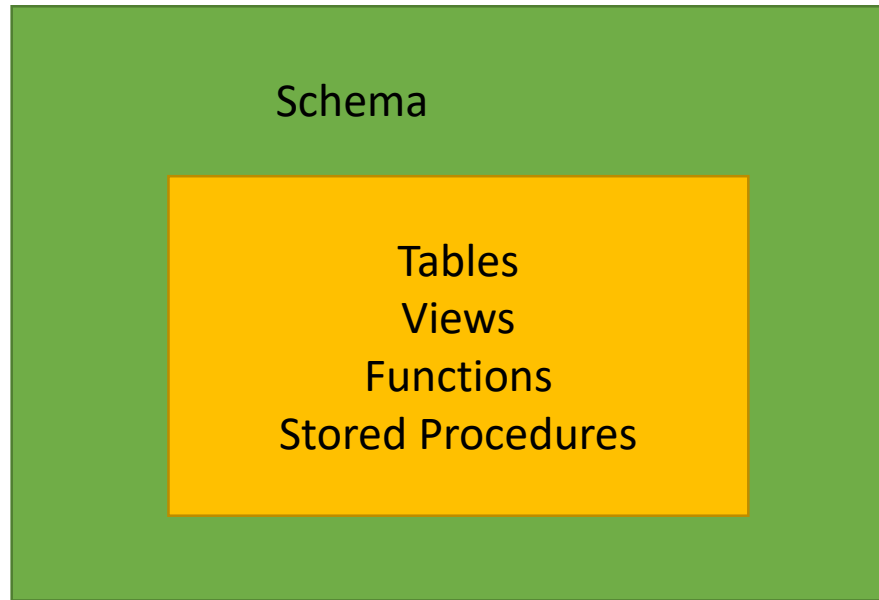 Schema
Tables
Views
Functions
Stored Procedures